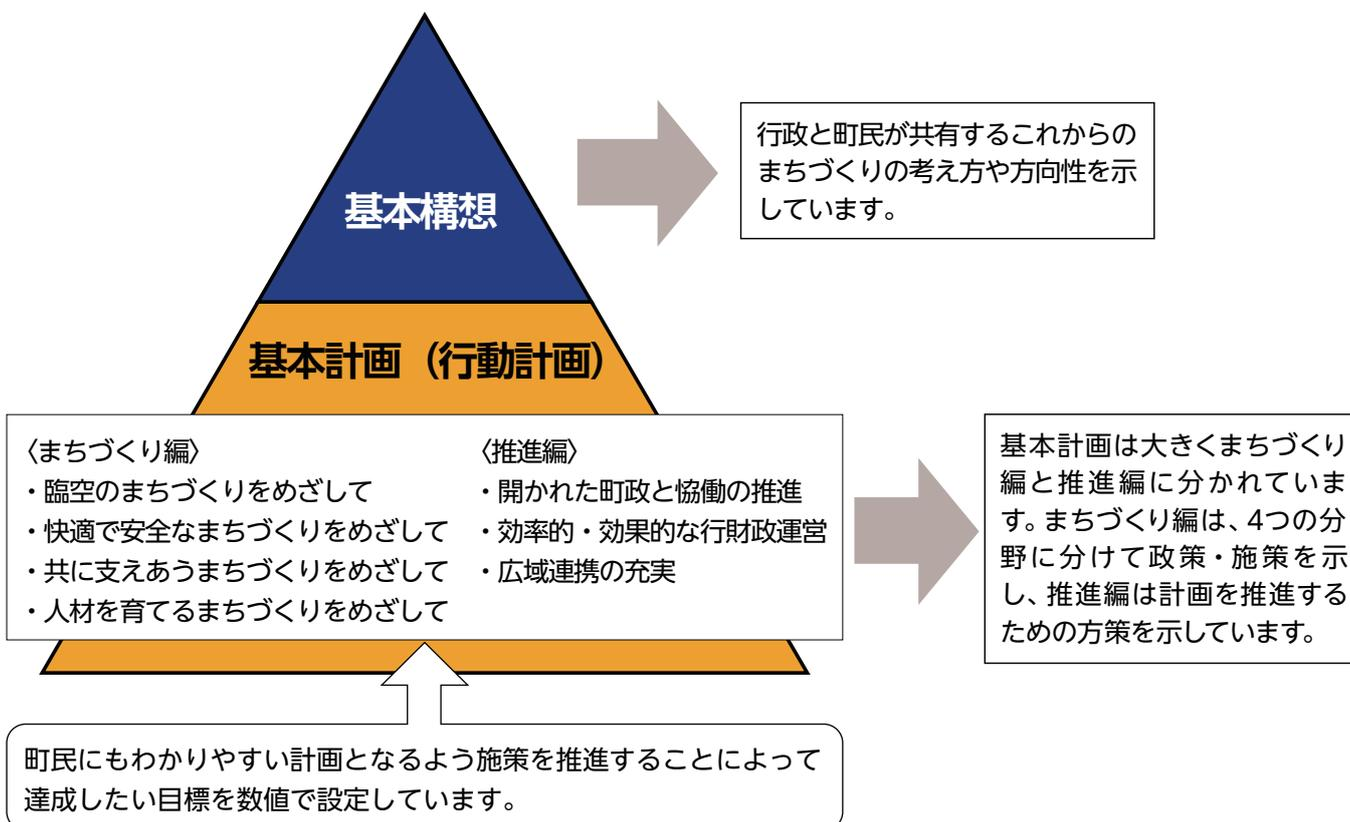 行政と町民が共有するこれからの
まちづくりの考え方や方向性を示
しています。
基本構想
基本計画（行動計画）
〈まちづくり編〉
・臨空のまちづくりをめざして
・快適で安全なまちづくりをめざして
・共に支えあうまちづくりをめざして
・人材を育てるまちづくりをめざして
〈推進編〉
・開かれた町政と恊働の推進
・効率的・効果的な行財政運営
・広域連携の充実
基本計画は大きくまちづくり
編と推進編に分かれていま
す。まちづくり編は、4つの分
野に分けて政策・施策を示
し、推進編は計画を推進する
ための方策を示しています。
町民にもわかりやすい計画となるよう施策を推進することによって
達成したい目標を数値で設定しています。